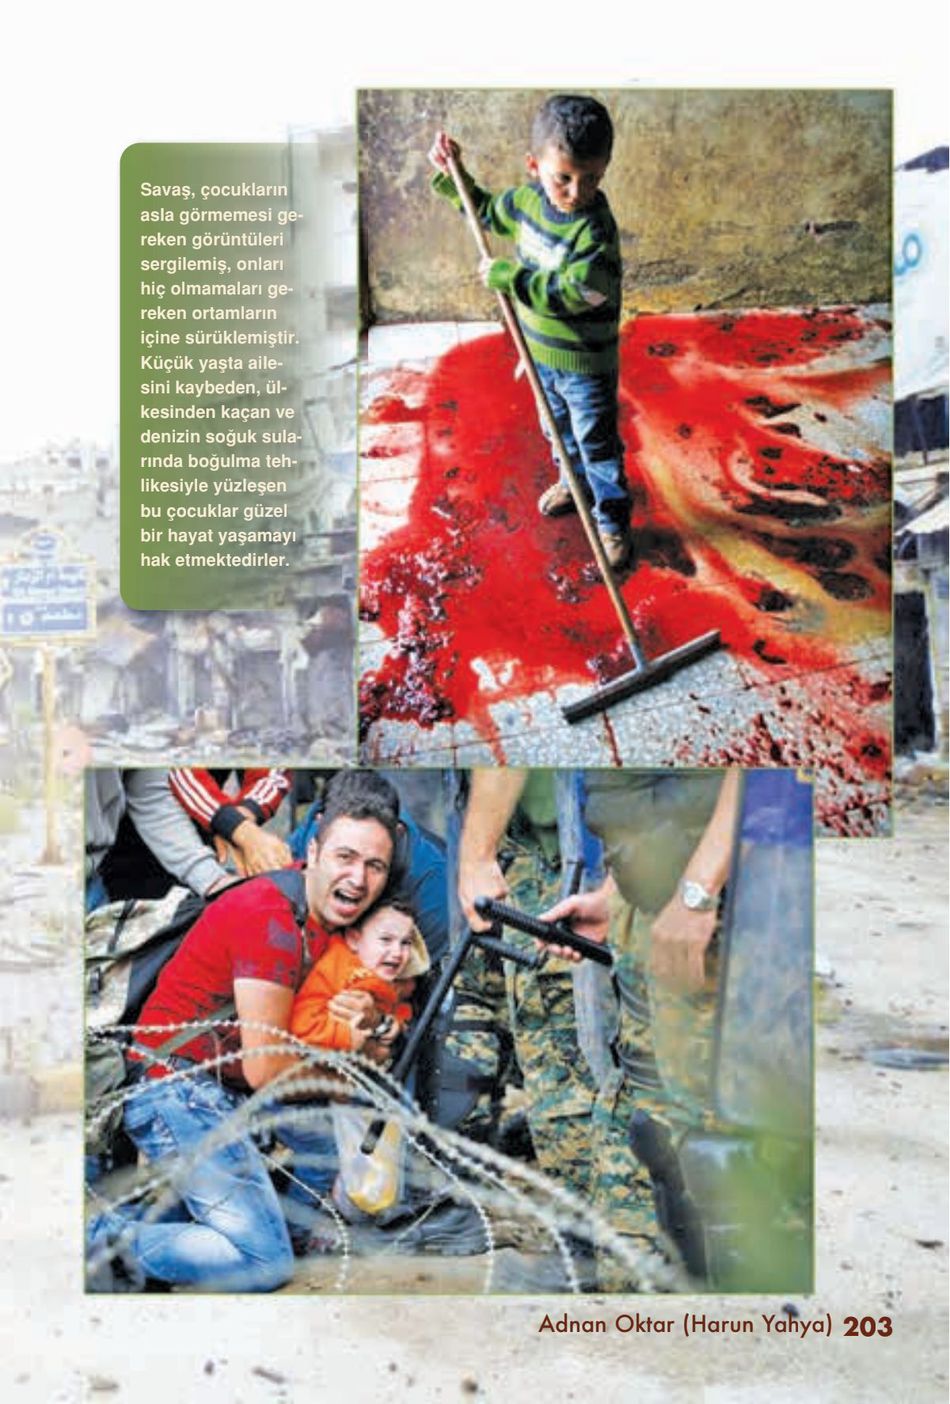 Savaş, çocukların
asla görmemesi ge-
reken görüntüleri
sergilemiş, onları
hiç olmamaları ge-
reken ortamların
içine sürüklemiştir.
Küçük yaşta aile-
sini kaybeden, ül-
kesinden kaçan ve
denizin soğuk sula-
rında boğulma teh-
likesiyle yüzleşen
bu çocuklar güzel
bir hayat yaşamayı
hak etmektedirler.
Adnan Oktar (Harun Yahya) 203